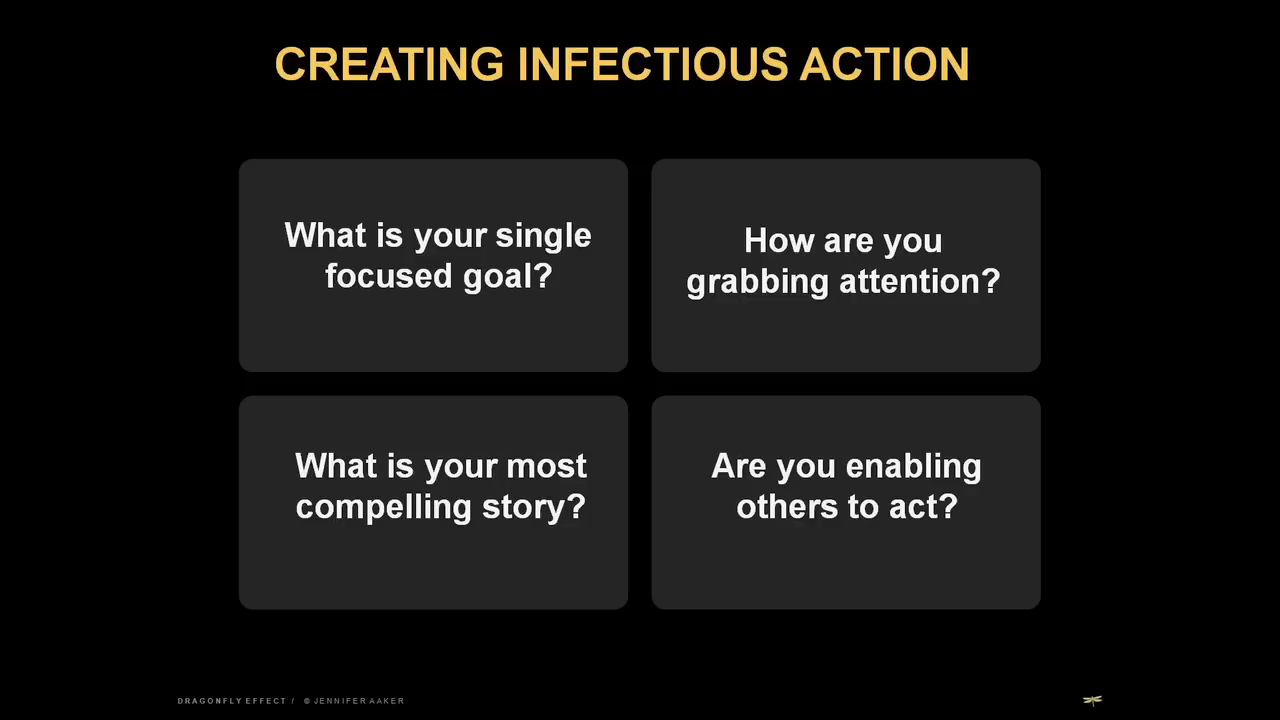 CREATING INFECTIOUS ACTION
What is your single
focused goal?
How are you
grabbing attention?
What is your most
compelling story?
Are you enabling
others to act?
DRAGONFLY EFFECT / © JENNIFER AAKER